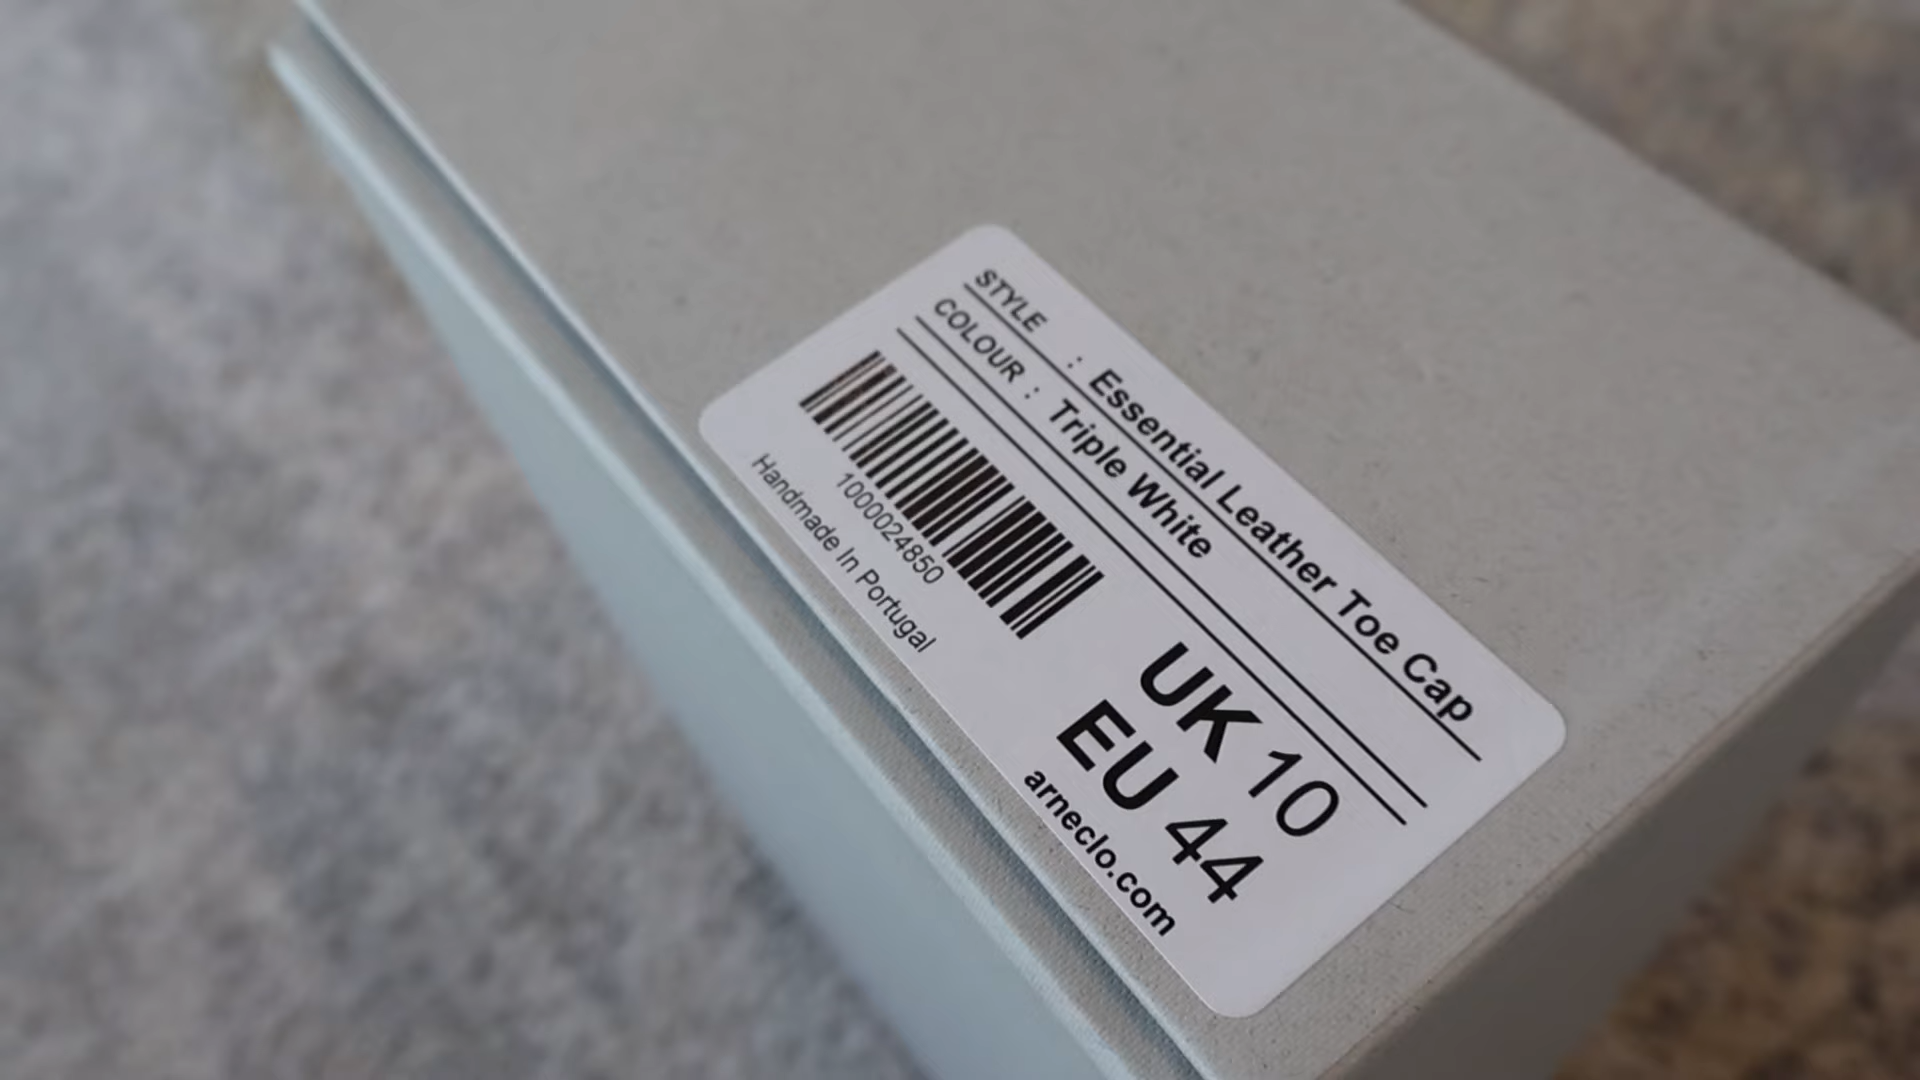 STYLE : Essential Leather Toe Cap
COLOUR : Triple White
1000024850
Handmade In Portugal
UK 10
EU 44
arneclo.com